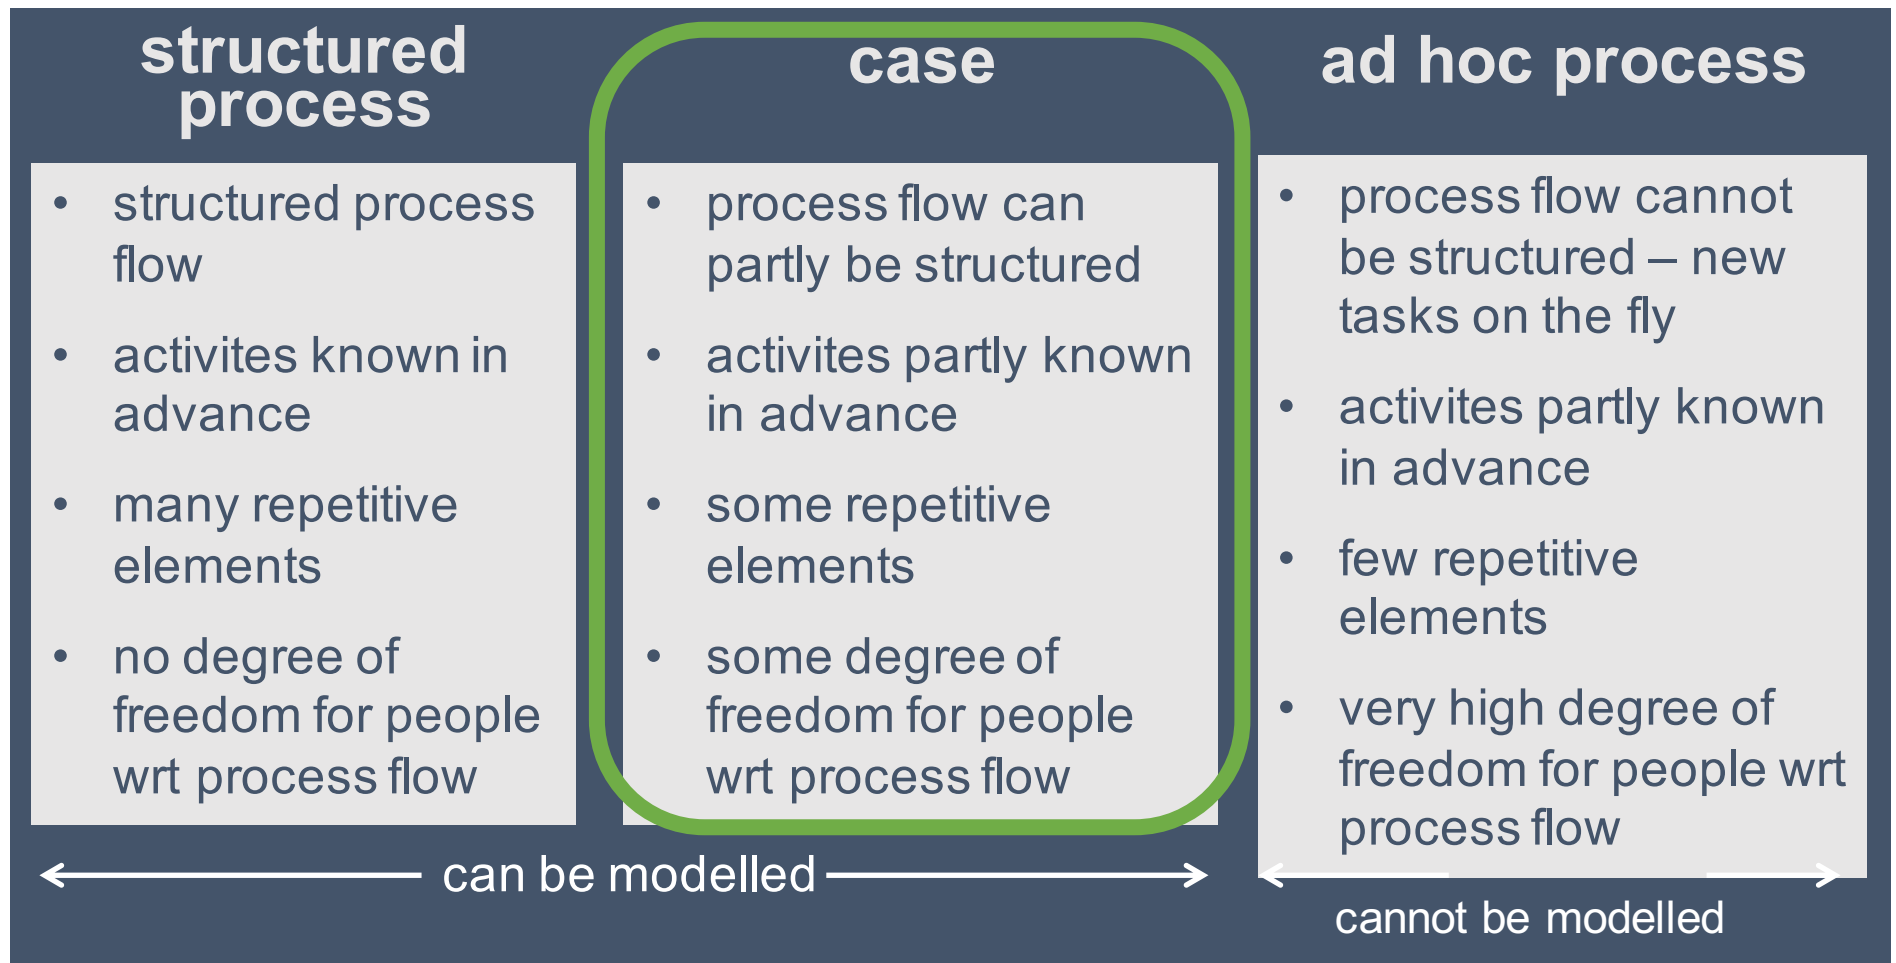 structured
process
• structured process
flow
• activites known in
advance
• many repetitive
elements
• no degree of
freedom for people
wrt process flow
case
• process flow can
partly be structured
• activites partly known
in advance
• some repetitive
elements
• some degree of
freedom for people
wrt process flow
ad hoc process
• process flow cannot
be structured – new
tasks on the fly
• activites partly known
in advance
• few repetitive
elements
• very high degree of
freedom for people wrt
process flow
can be modelled
cannot be modelled